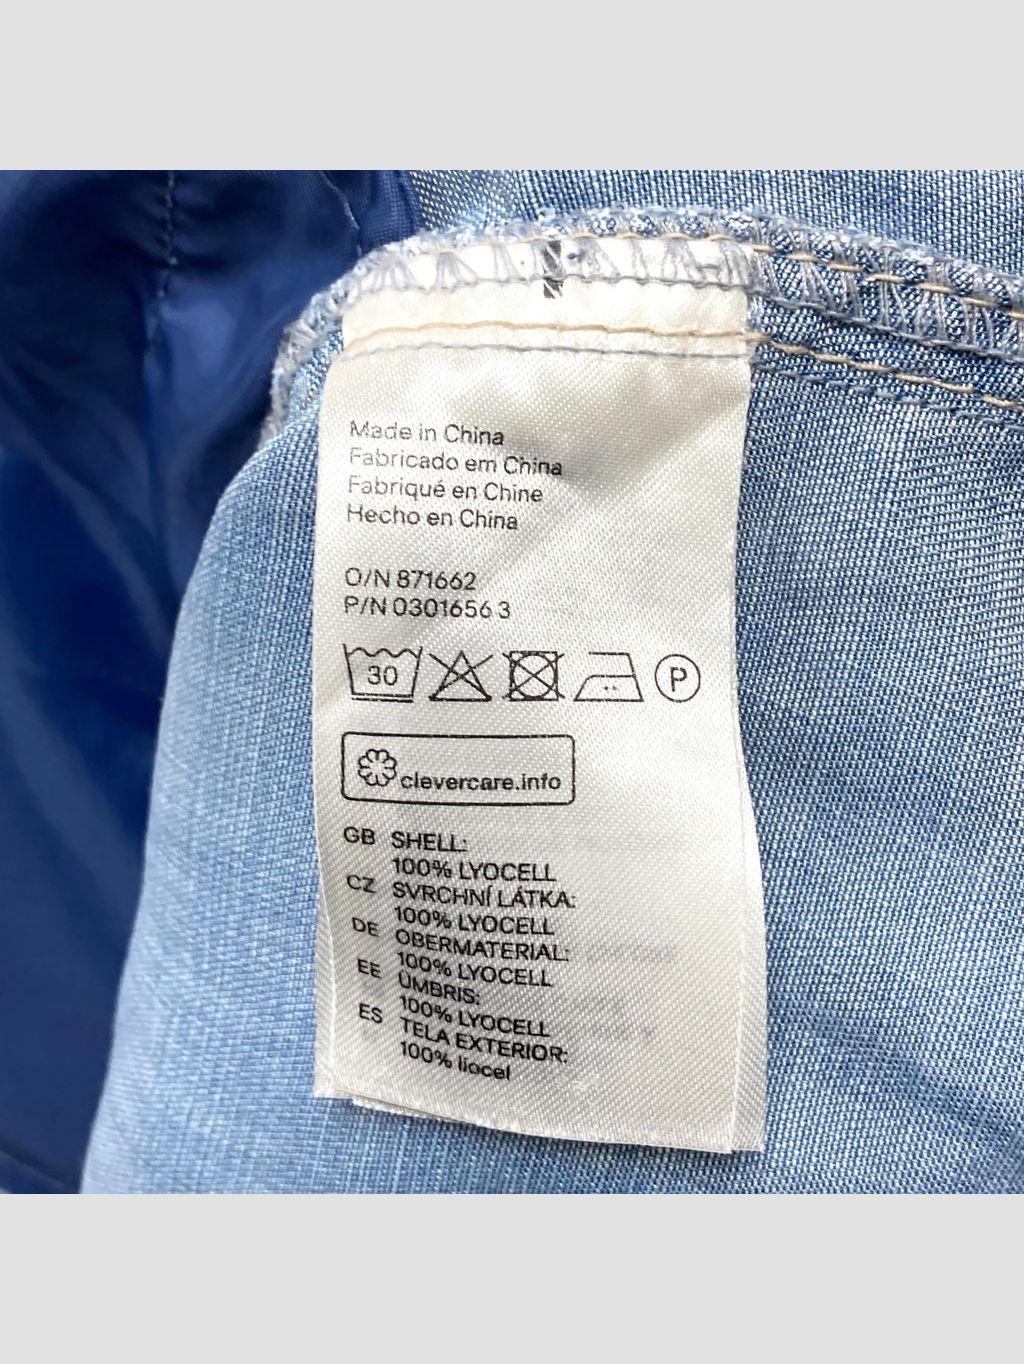 Made in China
Fabricado em China
Fabriqué en Chine
Hecho en China
O/N 871662
P/N 0301656 3
30 P
clevercare.info
GB SHELL:
100% LYOCELL
CZ SVRCHNÍ LÁTKA:
100% LYOCELL
DE OBERMATERIAL:
100% LYOCELL
EE ÜMBRIS:
100% LYOCELL
ES TELA EXTERIOR:
100% liocel